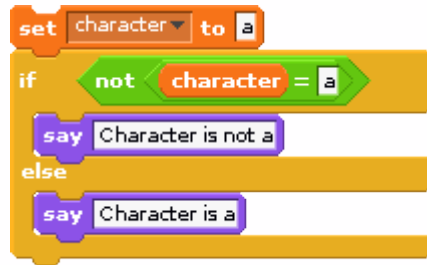 set character to a
if not character = a
say Character is not a
else
say Character is a